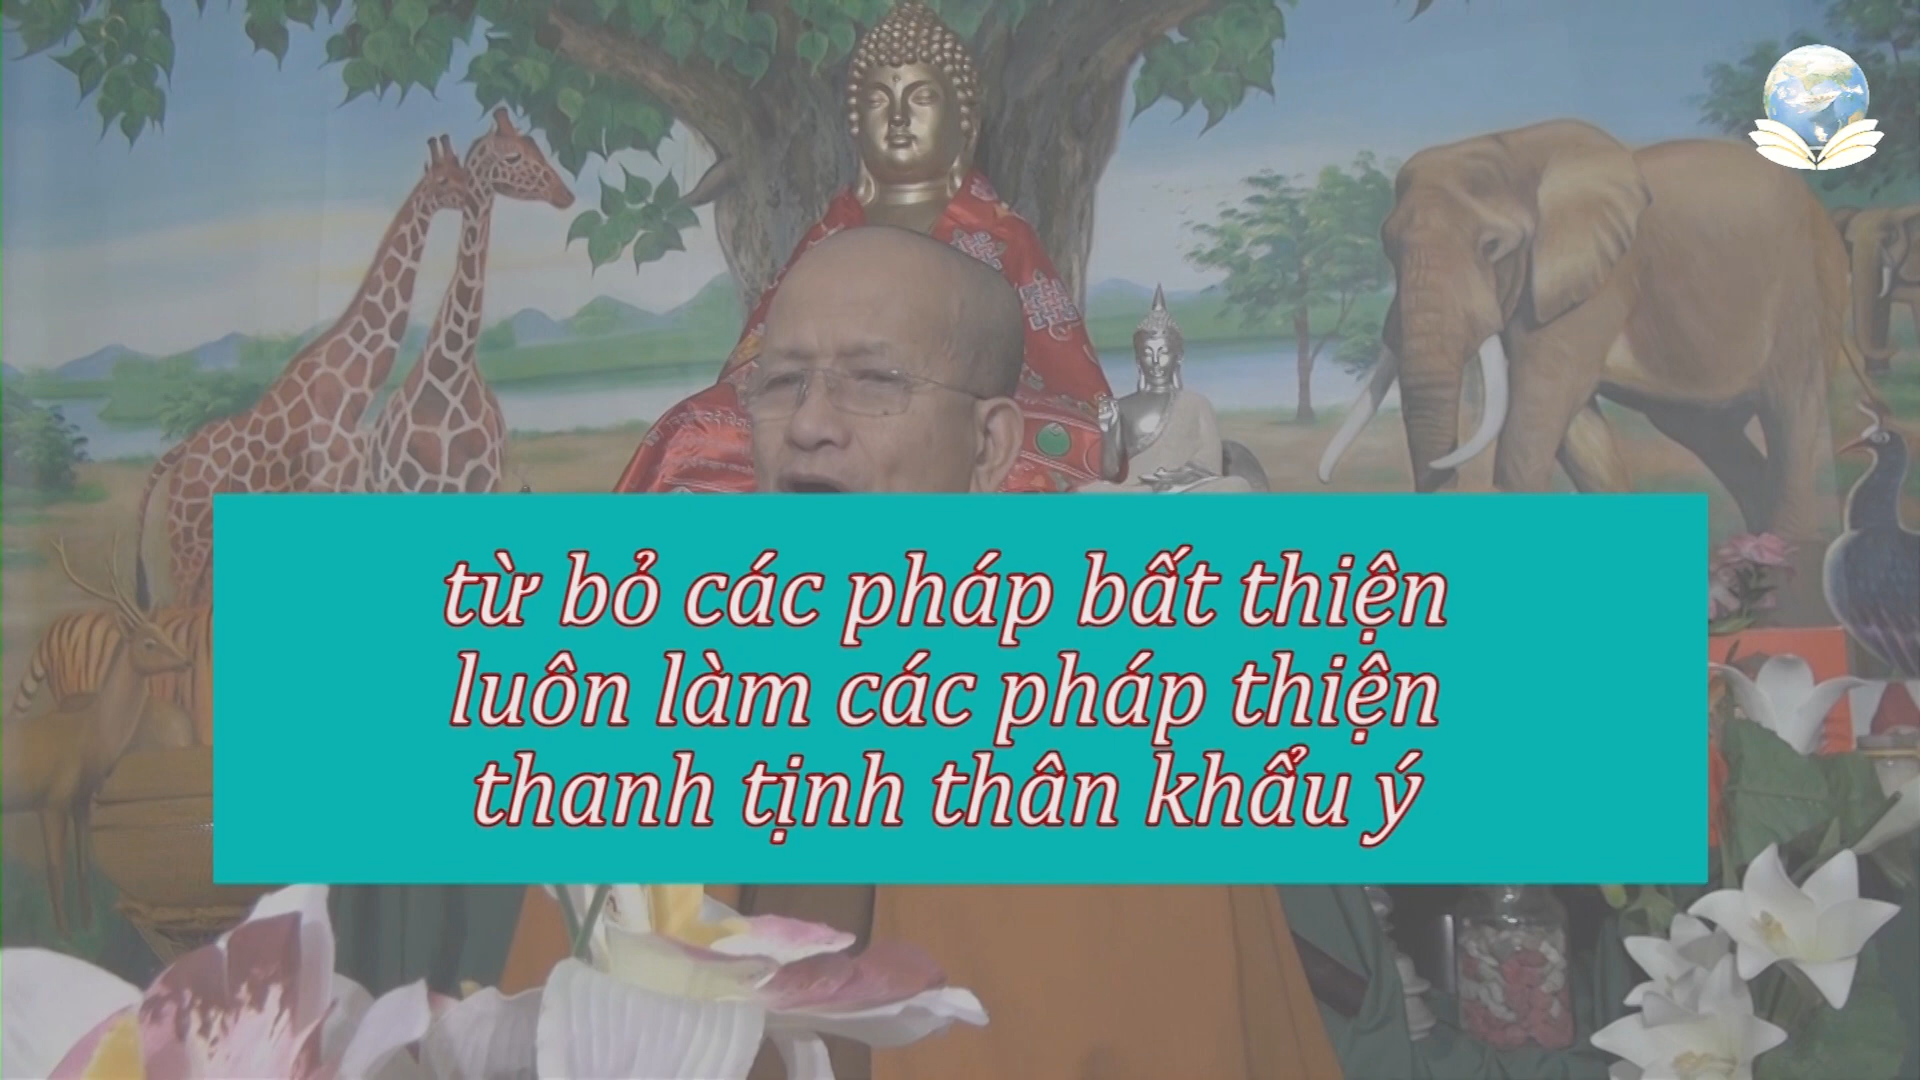 từ bỏ các pháp bất thiện
luôn làm các pháp thiện
thanh tịnh thân khẩu ý